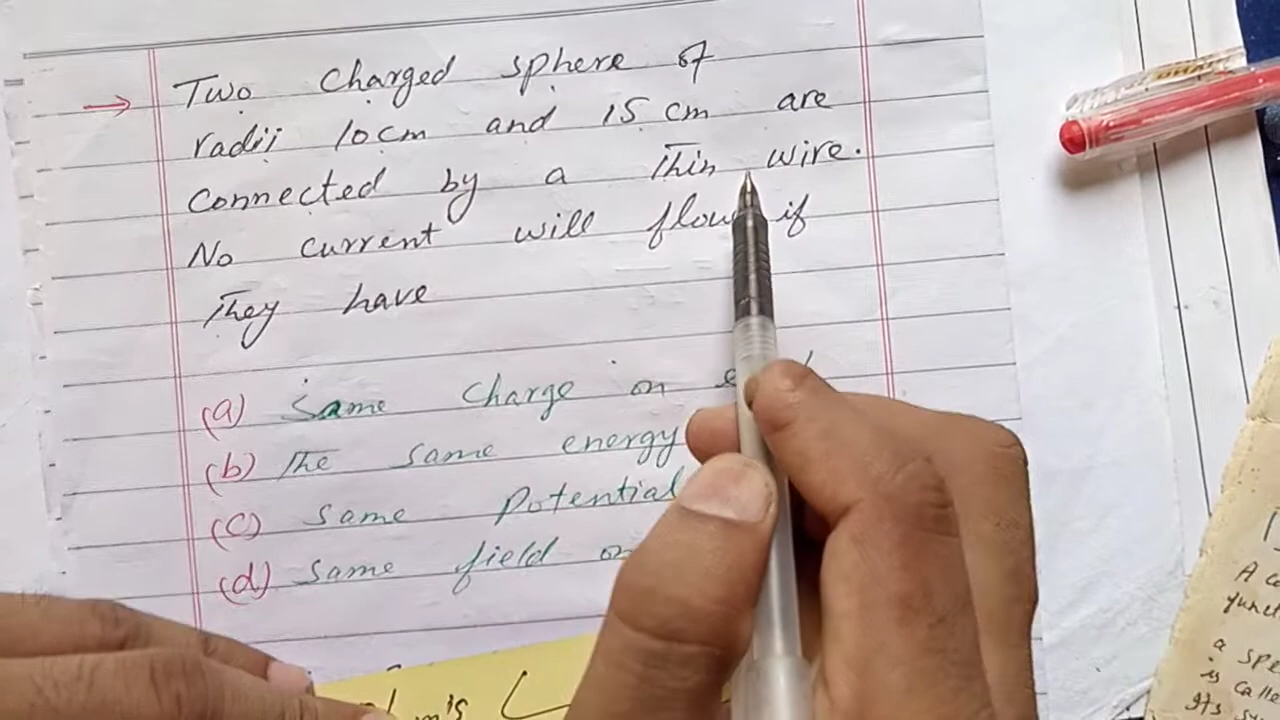 Two charged sphere of
radii 10cm and 15 cm are
connected by a Thin wire.
No current will flow if
They have
(a) same charge on
(b) The same energy
(c) same potential
(d) same field on